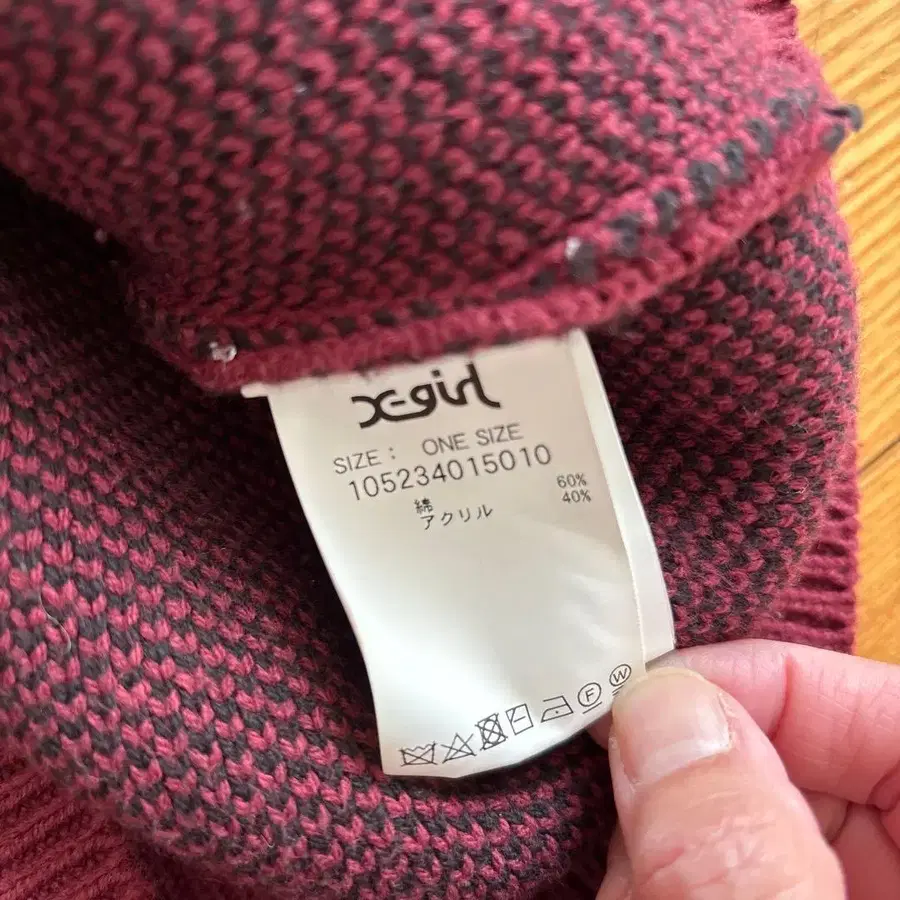 X-girl
SIZE: ONE SIZE
105234015010
綿 60%
アクリル 40%
F W